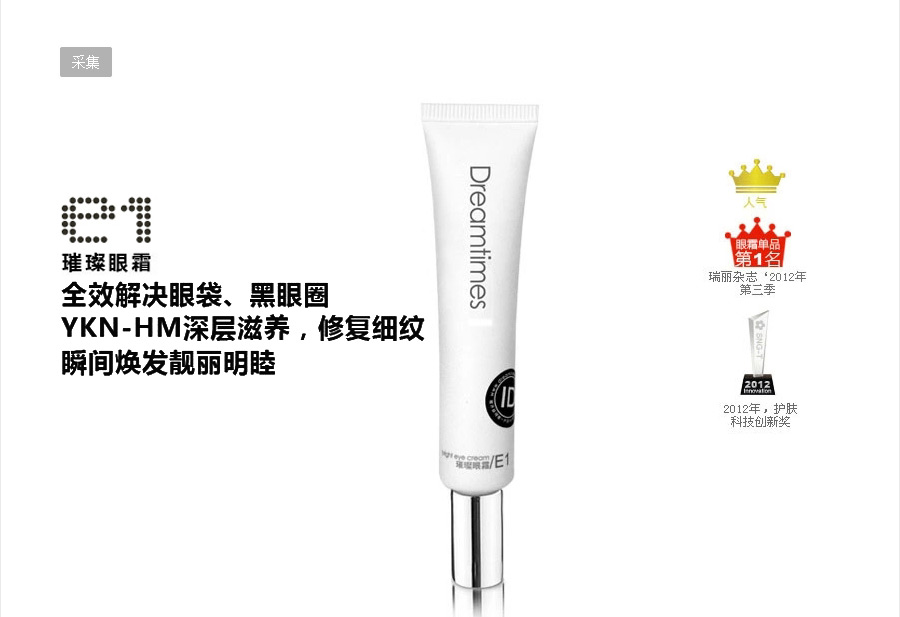 采集
e1
璀璨眼霜
全效解决眼袋、黑眼圈
YKN-HM深层滋养，修复细纹
瞬间焕发靓丽明睦
Dreamtimes
ID
eye cream
璀璨眼霜/E1
人气
眼霜单品
第1名
瑞丽杂志‘2012年
第三季
SNG-T
2012
Innovation
2012年，护肤
科技创新奖